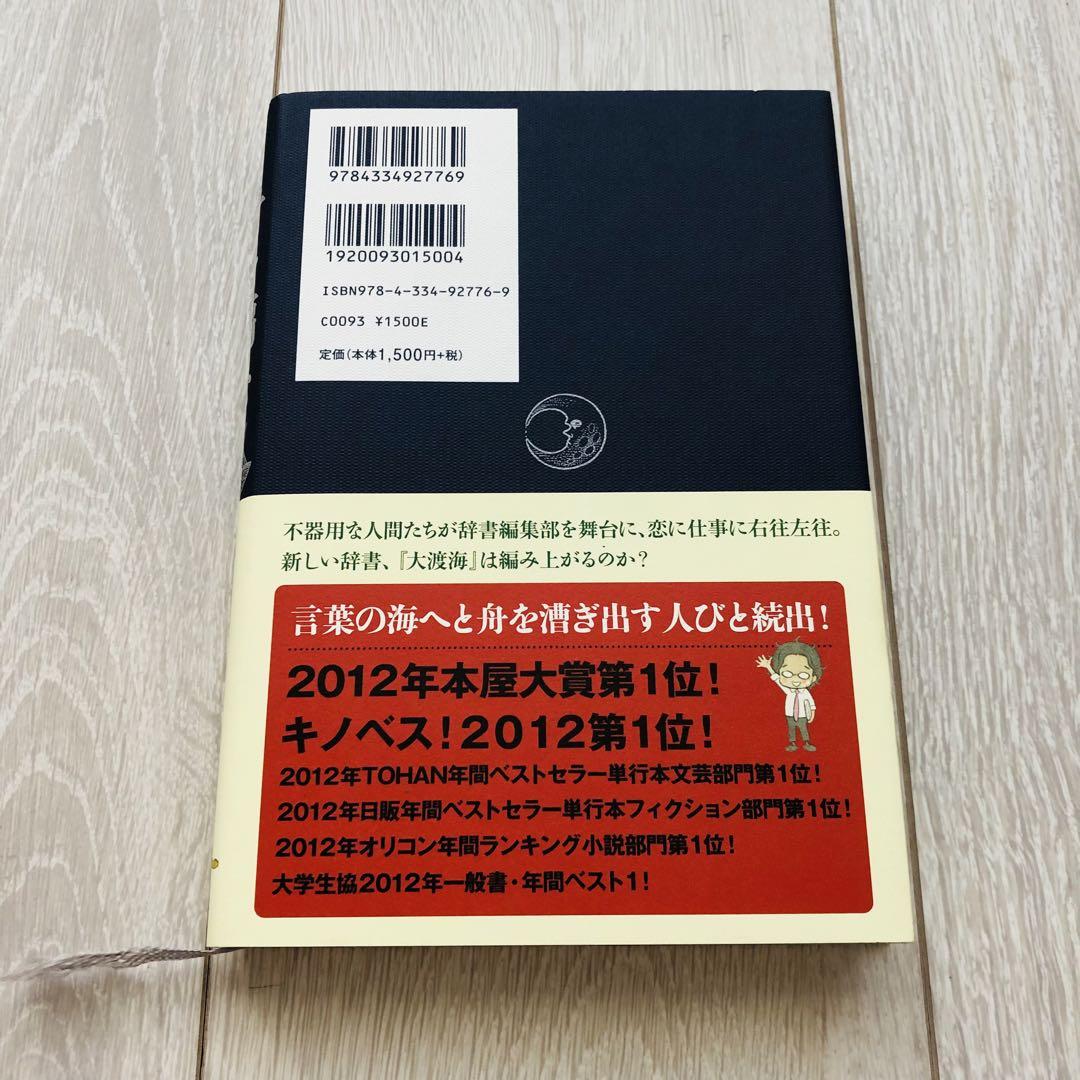 9784334927769
1920093015004
ISBN978-4-334-92776-9
C0093 ¥1500E
定価(本体1,500円+税)
不器用な人間たちが辞書編集部を舞台に、恋に仕事に右往左往。
新しい辞書、『大渡海』は編み上がるのか?
言葉の海へと舟を漕ぎ出す人びと続出!
2012年本屋大賞第1位!
キノベス!2012第1位!
2012年TOHAN年間ベストセラー単行本文芸部門第1位!
2012年日販年間ベストセラー単行本フィクション部門第1位!
2012年オリコン年間ランキング小説部門第1位!
大学生協2012年一般書・年間ベスト1!